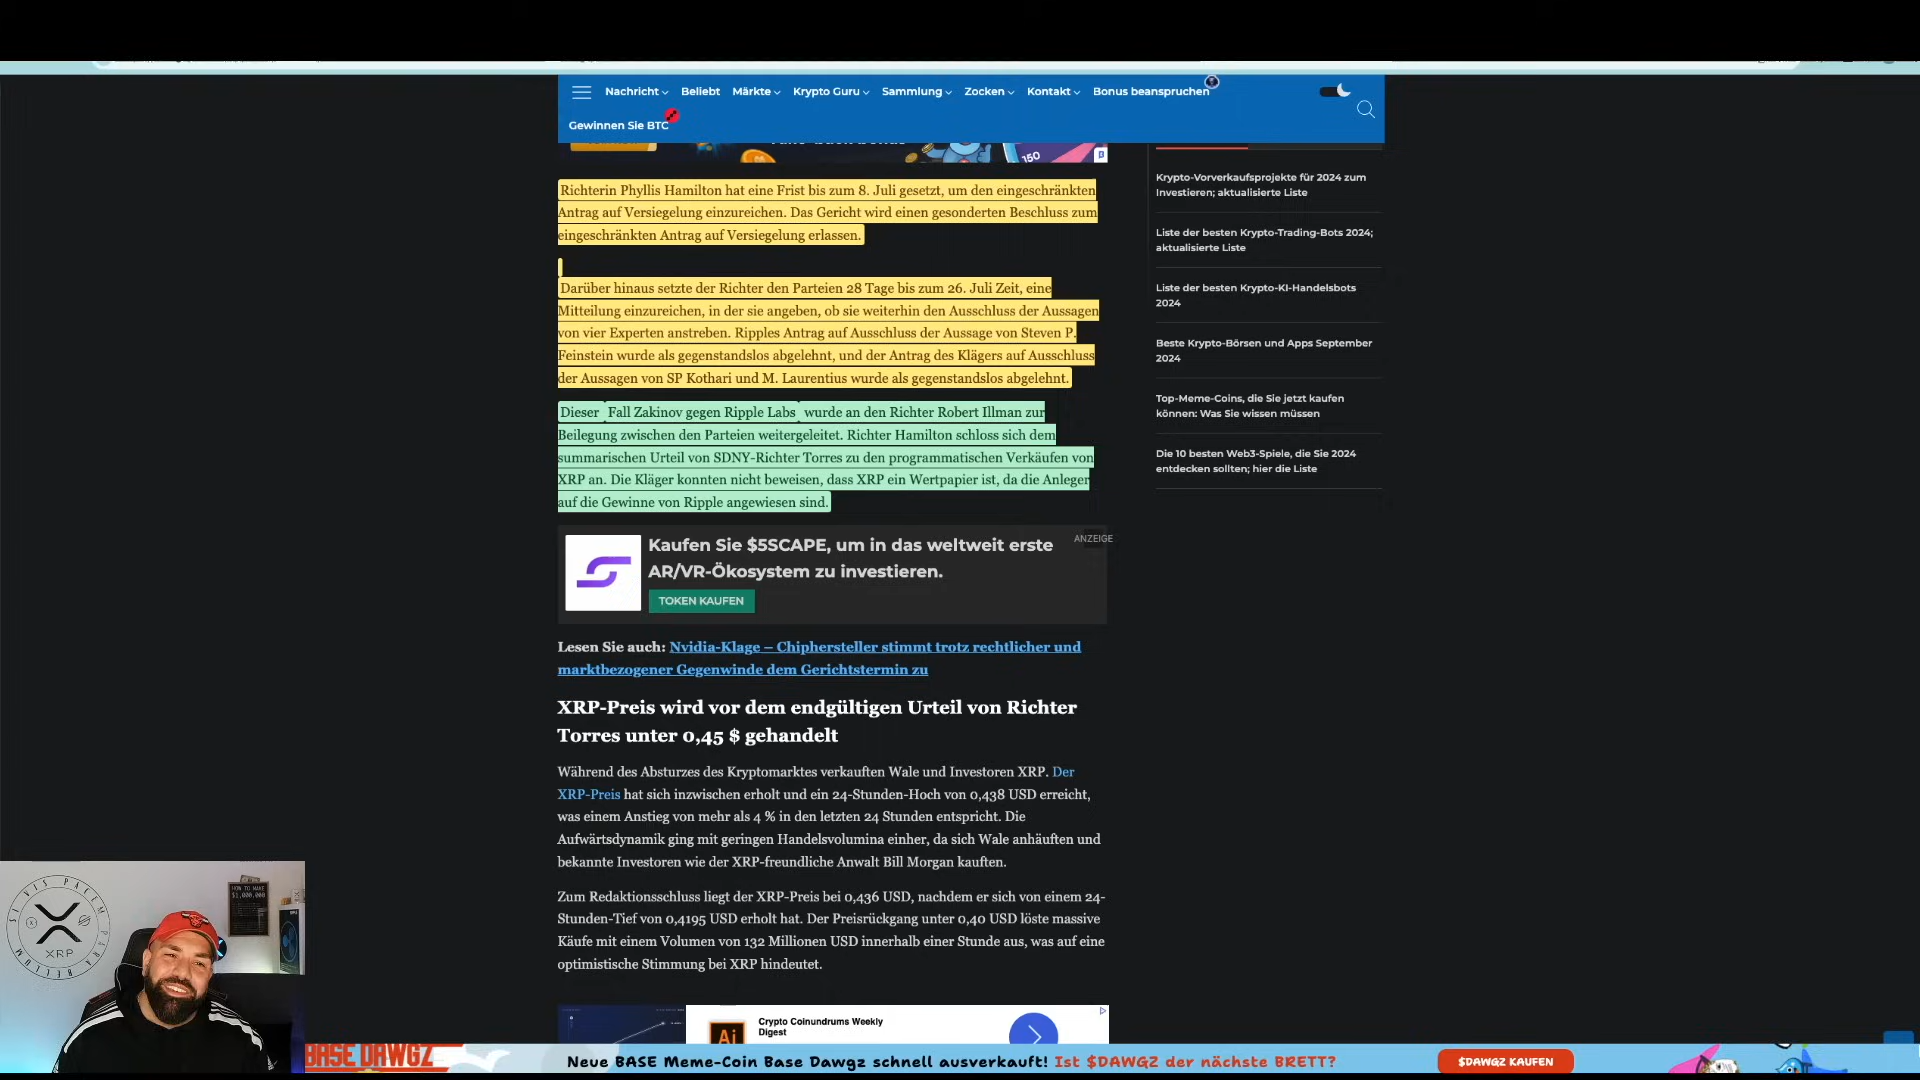 Nachricht
Beliebt
Märkte
Krypto Guru
Sammlung
Zocken
Kontakt
Bonus beanspruchen
Gewinnen Sie BTC
150
Richterin Phyllis Hamilton hat eine Frist bis zum 8. Juli gesetzt, um den eingeschränkten
Antrag auf Versiegelung einzureichen. Das Gericht wird einen gesonderten Beschluss zum
eingeschränkten Antrag auf Versiegelung erlassen.
Darüber hinaus setzte der Richter den Parteien 28 Tage bis zum 26. Juli Zeit, eine
Mitteilung einzureichen, in der sie angeben, ob sie weiterhin den Ausschluss der Aussagen
von vier Experten anstreben. Ripples Antrag auf Ausschluss der Aussage von Steven P.
Feinstein wurde als gegenstandslos abgelehnt, und der Antrag des Klägers auf Ausschluss
der Aussagen von SP Kothari und M. Laurentius wurde als gegenstandslos abgelehnt.
Dieser Fall Zakinov gegen Ripple Labs wurde an den Richter Robert Illman zur
Beilegung zwischen den Parteien weitergeleitet. Richter Hamilton schloss sich dem
summarischen Urteil von SDNY-Richter Torres zu den programmatischen Verkäufen von
XRP an. Die Kläger konnten nicht beweisen, dass XRP ein Wertpapier ist, da die Anleger
auf die Gewinne von Ripple angewiesen sind.
ANZEIGE
Kaufen Sie $5SCAPE, um in das weltweit erste
AR/VR-Ökosystem zu investieren.
TOKEN KAUFEN
Lesen Sie auch: Nvidia-Klage – Chiphersteller stimmt trotz rechtlicher und
marktbezogener Gegenwinde dem Gerichtstermin zu
XRP-Preis wird vor dem endgültigen Urteil von Richter
Torres unter 0,45 $ gehandelt
Während des Absturzes des Kryptomarktes verkauften Wale und Investoren XRP. Der
XRP-Preis hat sich inzwischen erholt und ein 24-Stunden-Hoch von 0,438 USD erreicht,
was einem Anstieg von mehr als 4 % in den letzten 24 Stunden entspricht. Die
Aufwärtsdynamik ging mit geringen Handelsvolumina einher, da sich Wale anhäuften und
bekannte Investoren wie der XRP-freundliche Anwalt Bill Morgan kauften.
Zum Redaktionsschluss liegt der XRP-Preis bei 0,436 USD, nachdem er sich von einem 24-
Stunden-Tief von 0,4195 USD erholt hat. Der Preisrückgang unter 0,40 USD löste massive
Käufe mit einem Volumen von 132 Millionen USD innerhalb einer Stunde aus, was auf eine
optimistische Stimmung bei XRP hindeutet.
Krypto-Vorverkaufsprojekte für 2024 zum
Investieren; aktualisierte Liste
Liste der besten Krypto-Trading-Bots 2024;
aktualisierte Liste
Liste der besten Krypto-KI-Handelsbots
2024
Beste Krypto-Börsen und Apps September
2024
Top-Meme-Coins, die Sie jetzt kaufen
können: Was Sie wissen müssen
Die 10 besten Web3-Spiele, die Sie 2024
entdecken sollten; hier die Liste
Ai
Crypto Coinundrums Weekly
Digest
SI VIS PACEM
PARA BELLUM
XRP
HOW TO MAKE
$1,000,000
BASE DAWGZ
Neue BASE Meme-Coin Base Dawgz schnell ausverkauft! Ist $DAWGZ der nächste BRETT?
$DAWGZ KAUFEN